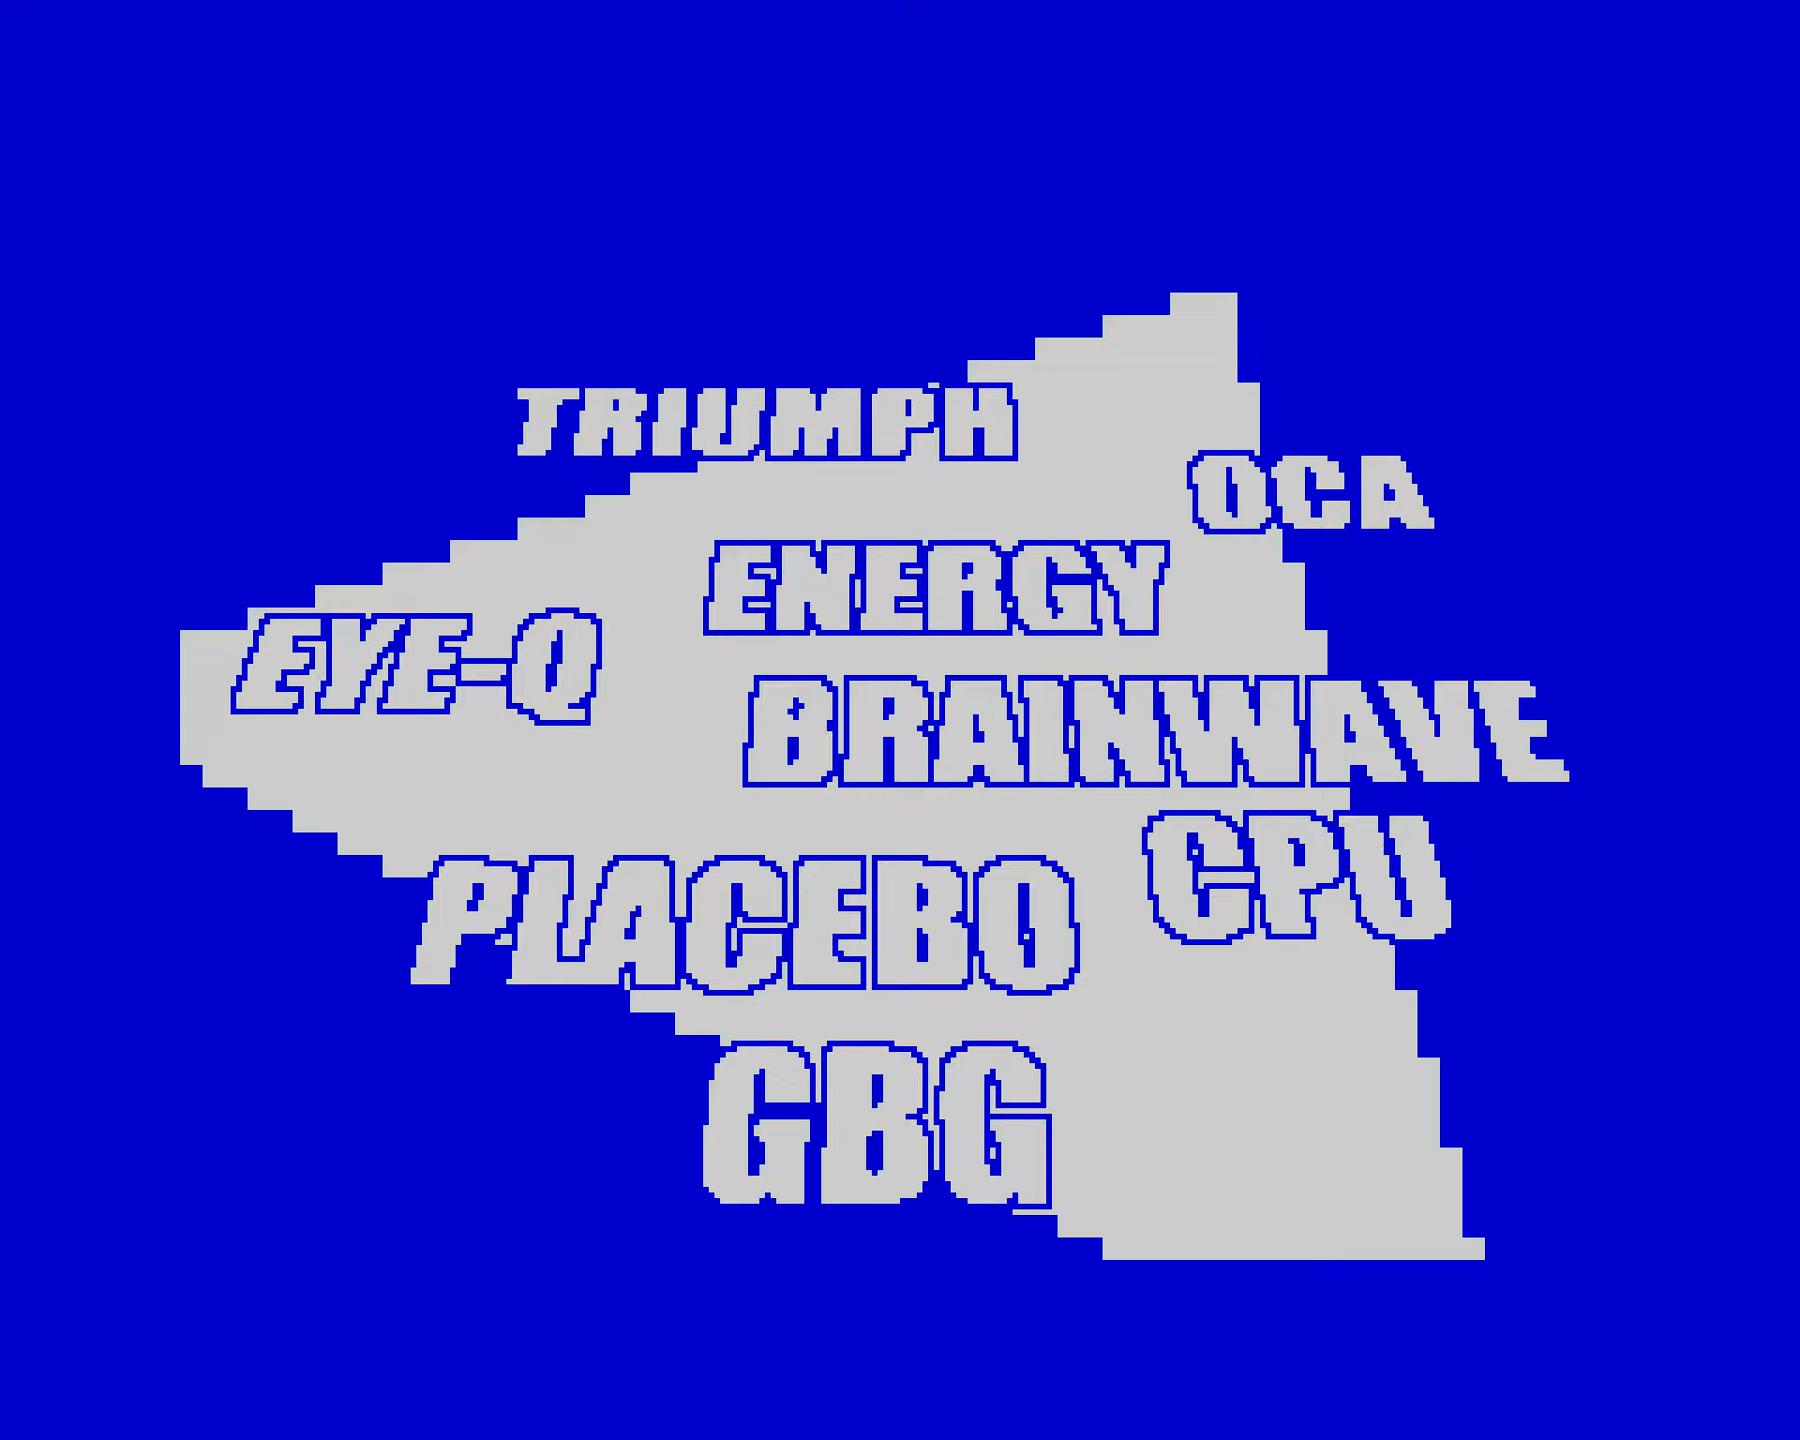 TRIUMPH
OCA
ENERGY
EYE-Q
BRAINWAVE
CPU
PLACEBO
GBG